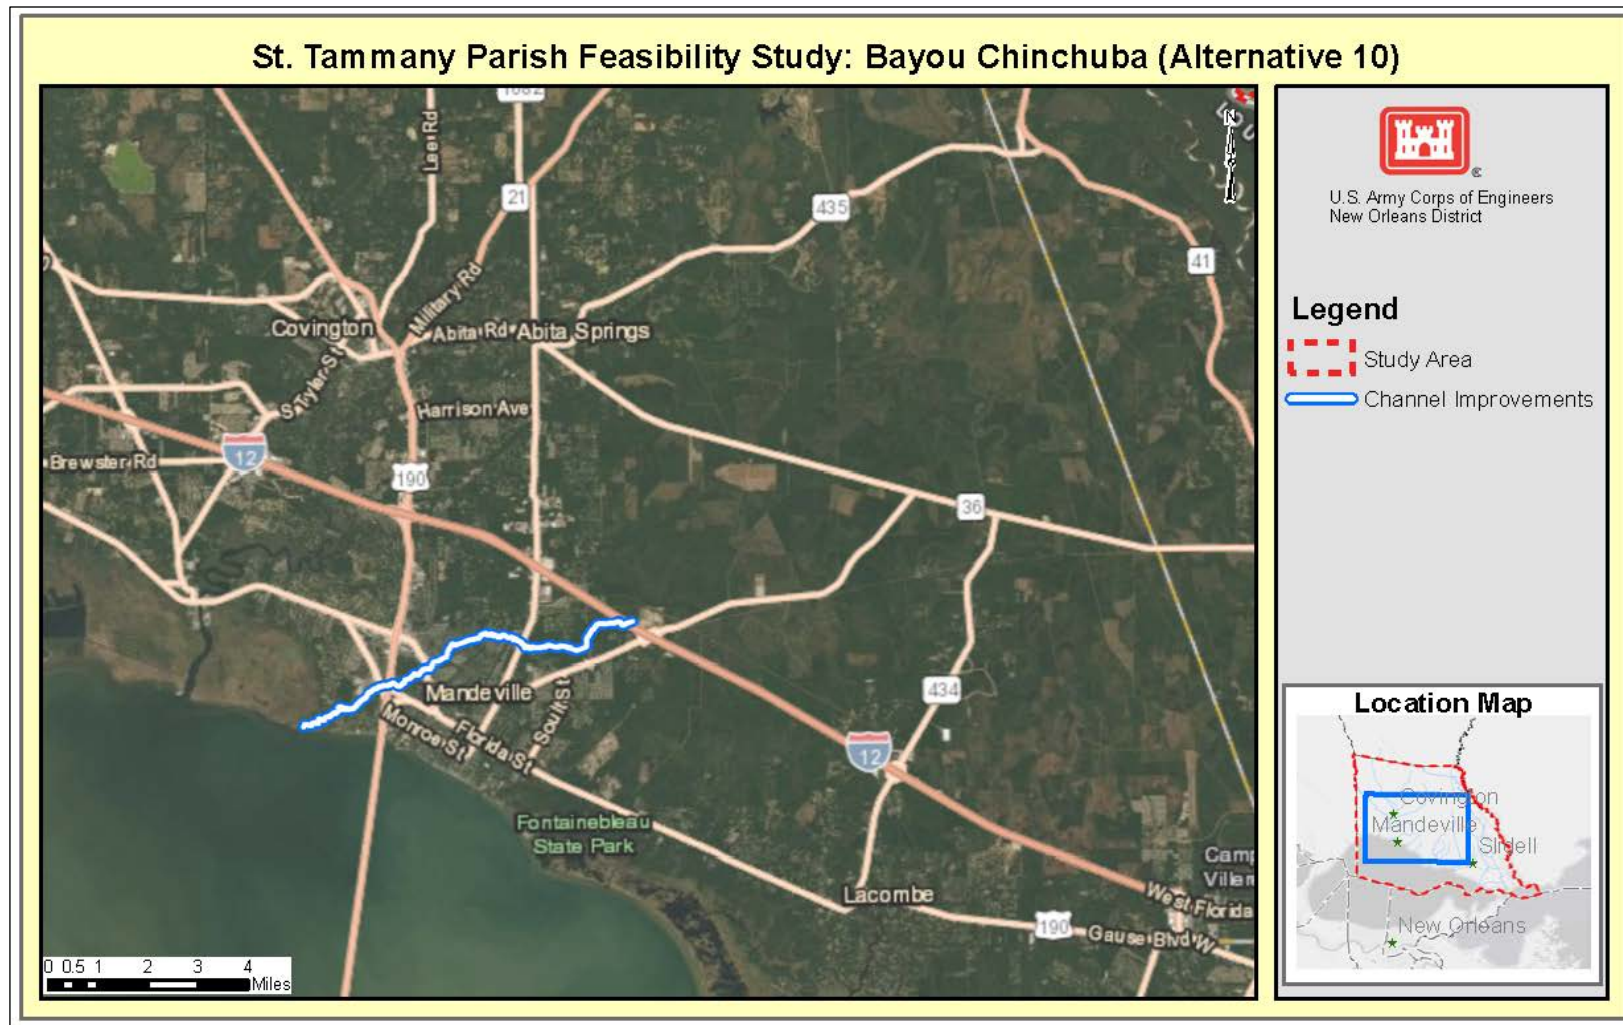 St. Tammany Parish Feasibility Study: Bayou Chinchuba (Alternative 10)
1082
Lee Rd
N
21
435
41
Military Rd
Covington
Abita Rd
Abita Springs
S Tyler St
Harrison Ave
Brewster Rd
12
190
36
Mandeville
434
Soult St
Monroe St
Florida St
12
Fontainebleau
State Park
Lacombe
West Florida
190
Gause Blvd W
0 0.5 1 2 3 4
Miles
U.S. Army Corps of Engineers
New Orleans District
Legend
Study Area
Channel Improvements
Location Map
Covington
Mandeville
Slidell
New Orleans